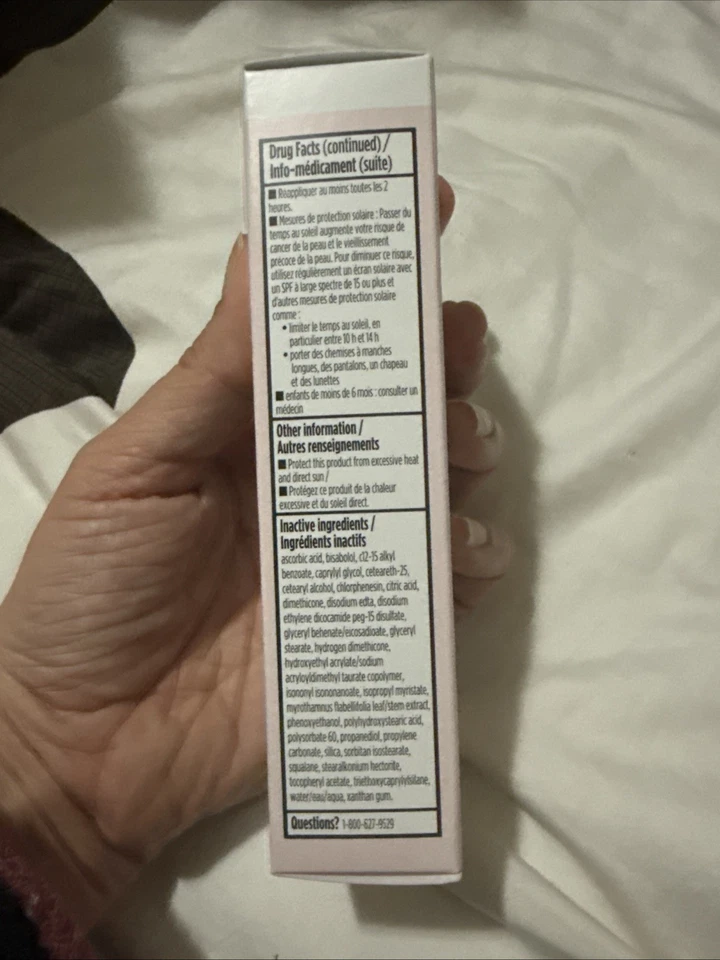 Drug Facts (continued) /
Info-médicament (suite)
■ Réappliquer au moins toutes les 2
heures.
■ Mesures de protection solaire : Passer du
temps au soleil augmente votre risque de
cancer de la peau et le vieillissement
précoce de la peau. Pour diminuer ce risque,
utilisez régulièrement un écran solaire avec
un SPF à large spectre de 15 ou plus et
d'autres mesures de protection solaire
comme :
• limiter le temps au soleil, en
particulier entre 10 h et 14 h
• porter des chemises à manches
longues, des pantalons, un chapeau
et des lunettes
■ enfants de moins de 6 mois : consulter un
médecin
Other information /
Autres renseignements
■ Protect this product from excessive heat
and direct sun /
■ Protégez ce produit de la chaleur
excessive et du soleil direct.
Inactive ingredients /
Ingrédients inactifs
ascorbic acid, bisabolol, c12-15 alkyl
benzoate, caprylyl glycol, ceteareth-25,
cetearyl alcohol, chlorphenesin, citric acid,
dimethicone, disodium edta, disodium
ethylene dicocamide peg-15 disulfate,
glyceryl behenate/eicosadioate, glyceryl
stearate, hydrogen dimethicone,
hydroxyethyl acrylate/sodium
acryloyldimethyl taurate copolymer,
isononyl isononanoate, isopropyl myristate,
myrothamnus flabellifolia leaf/stem extract,
phenoxyethanol, polyhydroxystearic acid,
polysorbate 60, propanediol, propylene
carbonate, silica, sorbitan isostearate,
squalane, stearalkonium hectorite,
tocopheryl acetate, triethoxycaprylylsilane,
water/eau/aqua, xanthan gum.
Questions? 1-800-627-9529